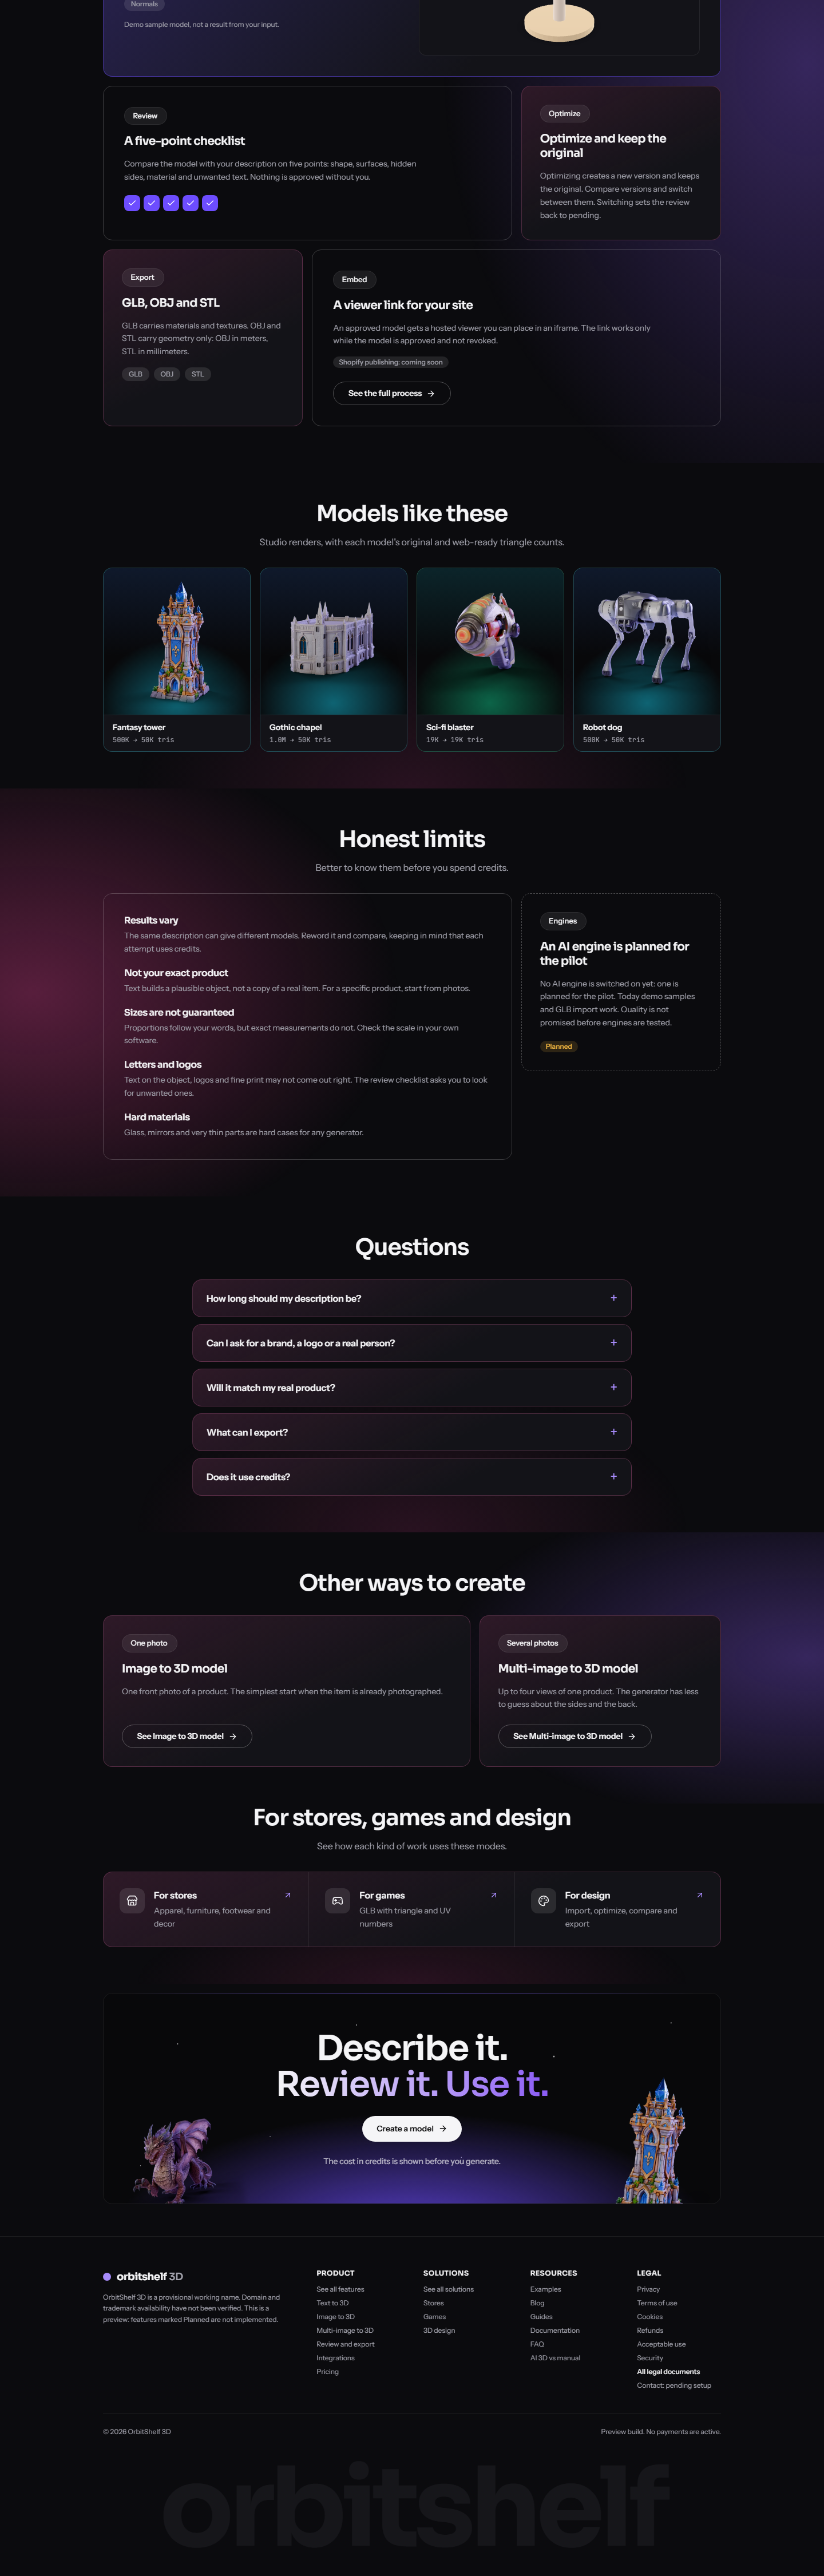 Normals
Demo sample model, not a result from your input.
Review
A five-point checklist
Compare the model with your description on five points: shape, surfaces, hidden
sides, material and unwanted text. Nothing is approved without you.
Optimize
Optimize and keep the
original
Optimizing creates a new version and keeps
the original. Compare versions and switch
between them. Switching sets the review
back to pending.
Export
GLB, OBJ and STL
GLB carries materials and textures. OBJ and
STL carry geometry only: OBJ in meters,
STL in millimeters.
GLB
OBJ
STL
Embed
A viewer link for your site
An approved model gets a hosted viewer you can place in an iframe. The link works only
while the model is approved and not revoked.
Shopify publishing: coming soon
See the full process →
Models like these
Studio renders, with each model's original and web-ready triangle counts.
Fantasy tower
500K → 50K tris
Gothic chapel
1.0M → 50K tris
Sci-fi blaster
19K → 19K tris
Robot dog
500K → 50K tris
Honest limits
Better to know them before you spend credits.
Results vary
The same description can give different models. Reword it and compare, keeping in mind that each
attempt uses credits.
Not your exact product
Text builds a plausible object, not a copy of a real item. For a specific product, start from photos.
Sizes are not guaranteed
Proportions follow your words, but exact measurements do not. Check the scale in your own
software.
Letters and logos
Text on the object, logos and fine print may not come out right. The review checklist asks you to look
for unwanted ones.
Hard materials
Glass, mirrors and very thin parts are hard cases for any generator.
Engines
An AI engine is planned for
the pilot
No AI engine is switched on yet: one is
planned for the pilot. Today demo samples
and GLB import work. Quality is not
promised before engines are tested.
Planned
Questions
How long should my description be? +
Can I ask for a brand, a logo or a real person? +
Will it match my real product? +
What can I export? +
Does it use credits? +
Other ways to create
One photo
Image to 3D model
One front photo of a product. The simplest start when the item is already photographed.
See Image to 3D model →
Several photos
Multi-image to 3D model
Up to four views of one product. The generator has less
to guess about the sides and the back.
See Multi-image to 3D model →
For stores, games and design
See how each kind of work uses these modes.
For stores
Apparel, furniture, footwear and
decor
For games
GLB with triangle and UV
numbers
For design
Import, optimize, compare and
export
Describe it.
Review it. Use it.
Create a model →
The cost in credits is shown before you generate.
orbitshelf 3D
OrbitShelf 3D is a provisional working name. Domain and
trademark availability have not been verified. This is a
preview: features marked Planned are not implemented.
PRODUCT
See all features
Text to 3D
Image to 3D
Multi-image to 3D
Review and export
Integrations
Pricing
SOLUTIONS
See all solutions
Stores
Games
3D design
RESOURCES
Examples
Blog
Guides
Documentation
FAQ
AI 3D vs manual
LEGAL
Privacy
Terms of use
Cookies
Refunds
Acceptable use
Security
All legal documents
Contact: pending setup
© 2026 OrbitShelf 3D
Preview build. No payments are active.
orbitshelf